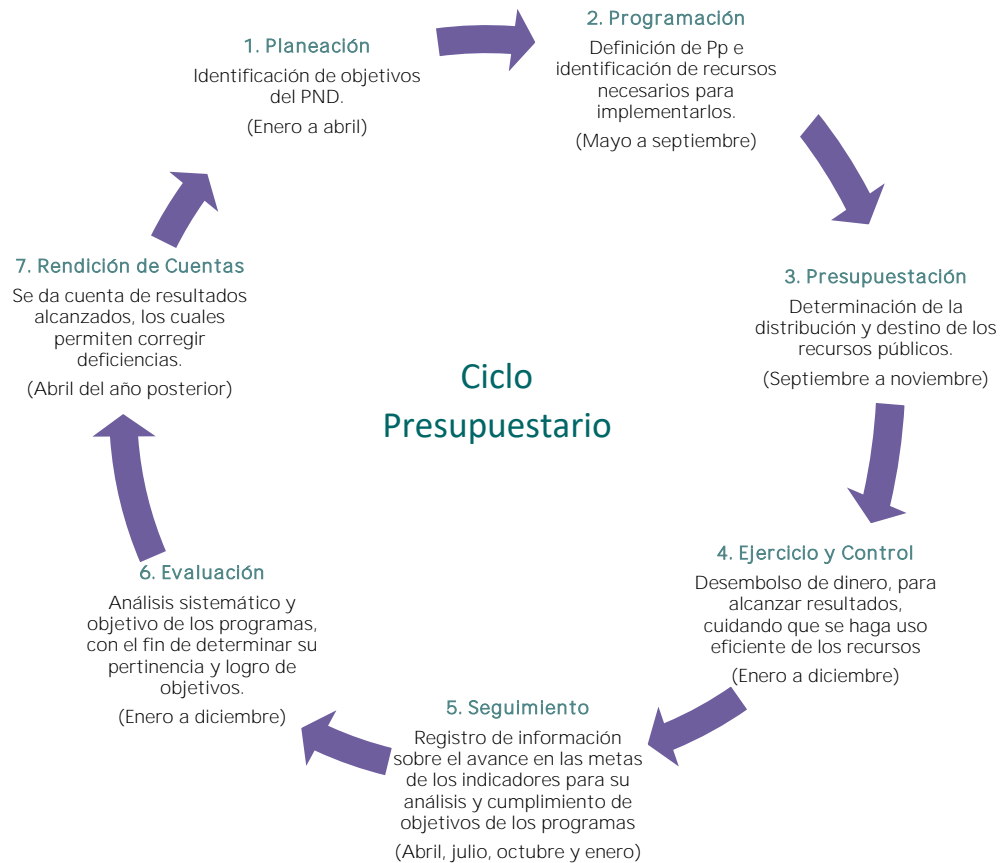 1. Planeación
Identificación de objetivos
del PND.
(Enero a abril)
2. Programación
Definición de Pp e
identificación de recursos
necesarios para
implementarlos.
(Mayo a septiembre)
3. Presupuestación
Determinación de la
distribución y destino de los
recursos públicos.
(Septiembre a noviembre)
4. Ejercicio y Control
Desembolso de dinero, para
alcanzar resultados,
cuidando que se haga uso
eficiente de los recursos
(Enero a diciembre)
5. Seguimiento
Registro de información
sobre el avance en las metas
de los indicadores para su
análisis y cumplimiento de
objetivos de los programas
(Abril, julio, octubre y enero)
6. Evaluación
Análisis sistemático y
objetivo de los programas,
con el fin de determinar su
pertinencia y logro de
objetivos.
(Enero a diciembre)
7. Rendición de Cuentas
Se da cuenta de resultados
alcanzados, los cuales
permiten corregir
deficiencias.
(Abril del año posterior)
Ciclo
Presupuestario